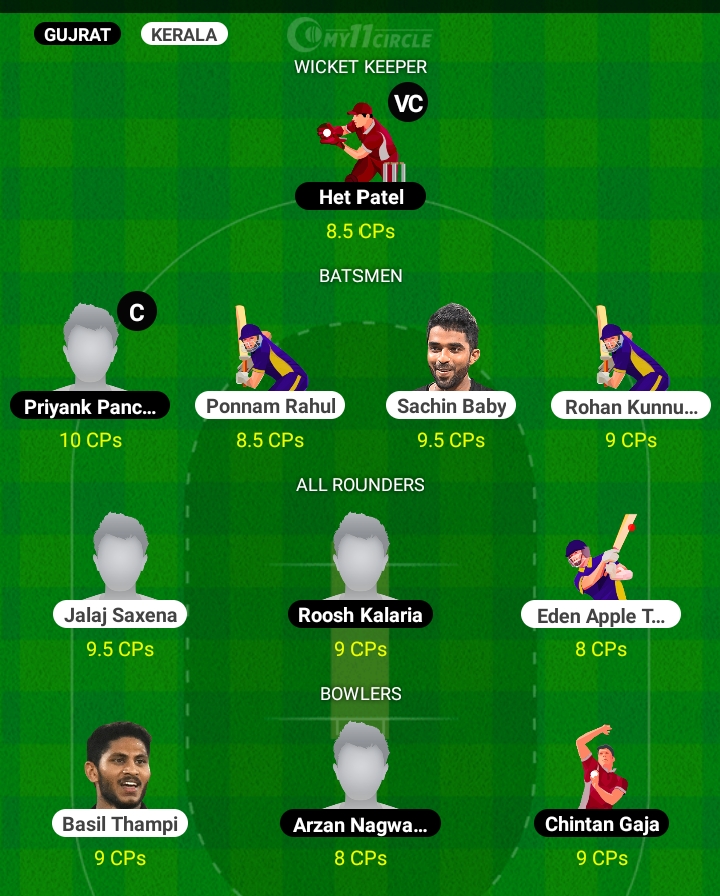 GUJRAT KERALA MY11CIRCLE
WICKET KEEPER
VC
Het Patel
8.5 CPs
BATSMEN
C
Priyank Panc... Ponnam Rahul Sachin Baby Rohan Kunnu...
10 CPs 8.5 CPs 9.5 CPs 9 CPs
ALL ROUNDERS
Jalaj Saxena Roosh Kalaria Eden Apple T...
9.5 CPs 9 CPs 8 CPs
BOWLERS
Basil Thampi Arzan Nagwa... Chintan Gaja
9 CPs 8 CPs 9 CPs